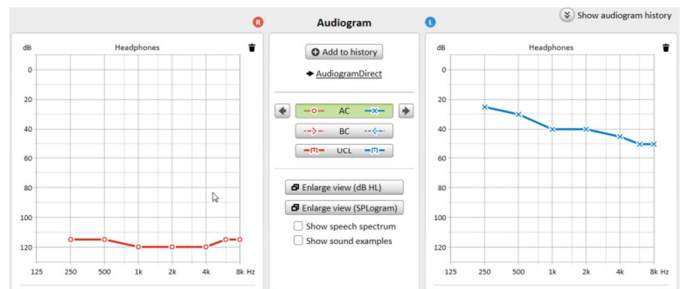 R
Audiogram
L
Show audiogram history
dB
Headphones
0
20
40
60
80
100
120
125 250 500 1k 2k 4k 8k Hz
Add to history
AudiogramDirect
AC
BC
UCL
Enlarge view (dB HL)
Enlarge view (SPLogram)
Show speech spectrum
Show sound examples
dB
Headphones
0
20
40
60
80
100
120
125 250 500 1k 2k 4k 8k Hz